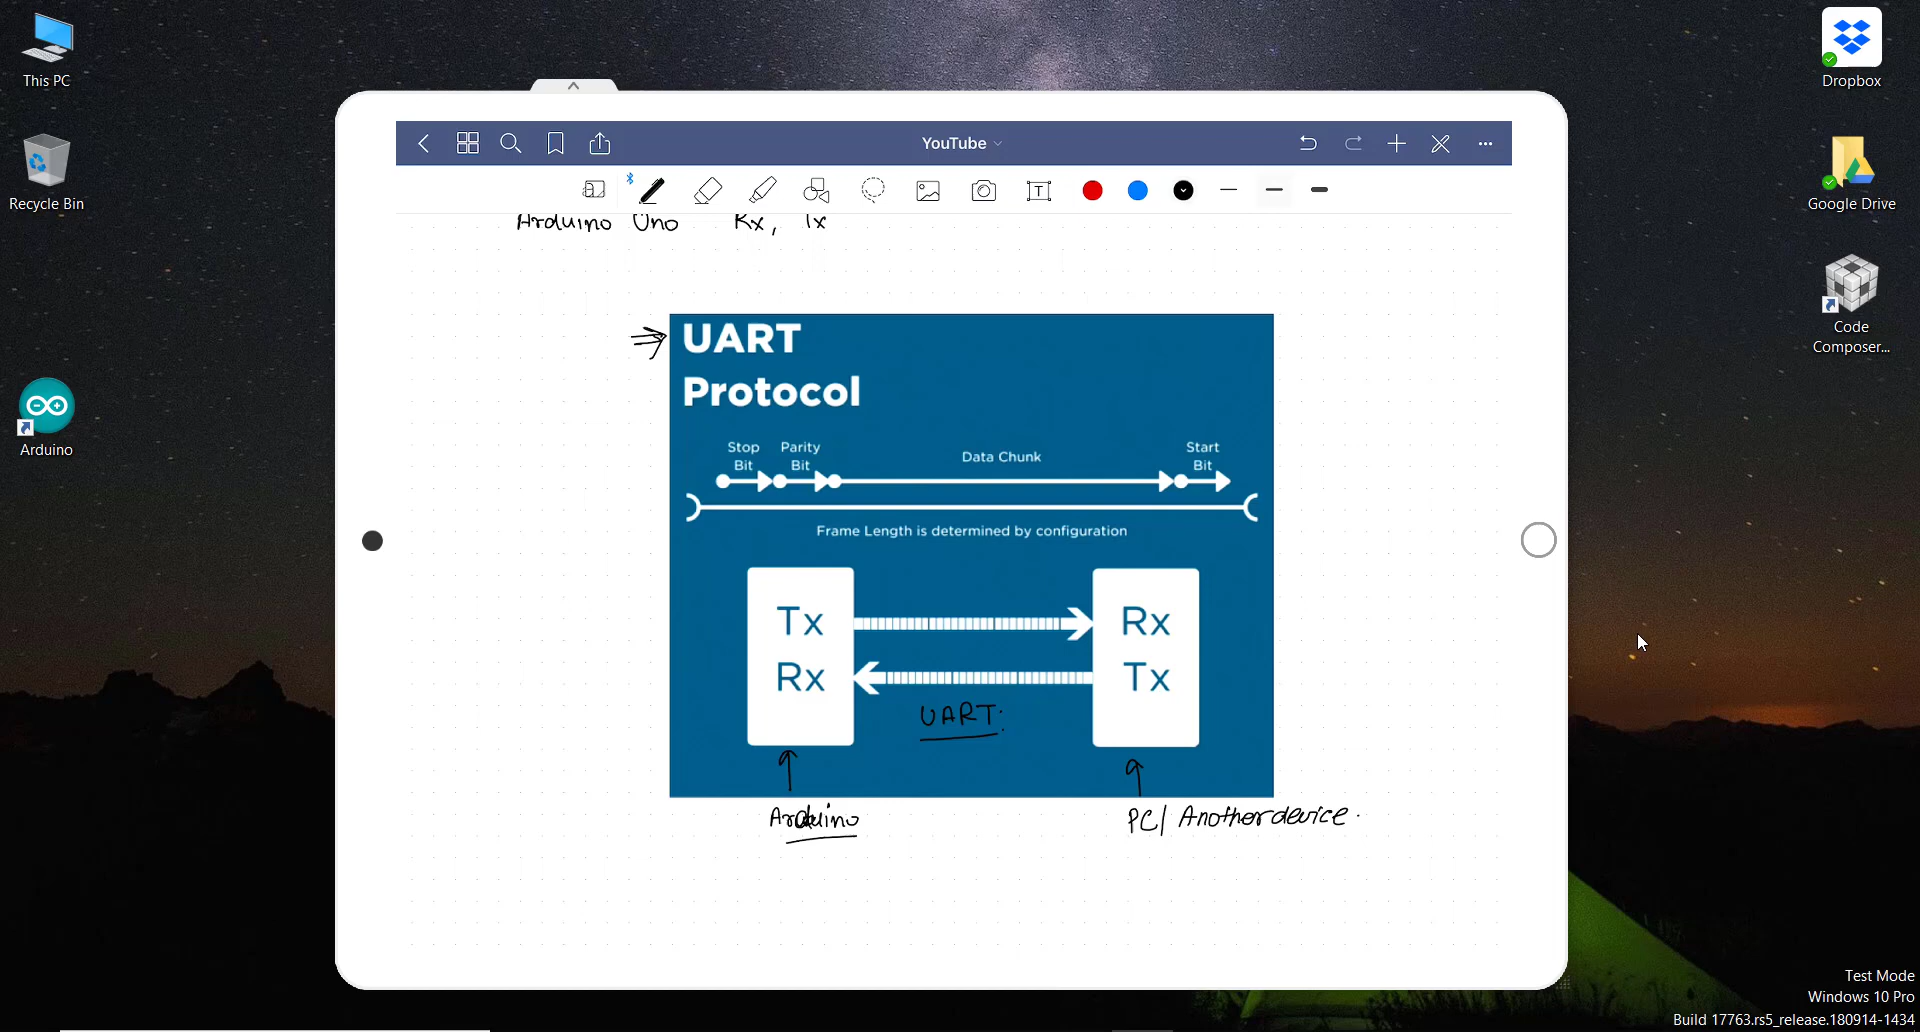 This PC
Dropbox
YouTube
Recycle Bin
Google Drive
T
Arduino Uno Rx, Tx
UART
Protocol
Code
Composer...
Arduino
Stop
Bit
Parity
Bit
Data Chunk
Start
Bit
Frame Length is determined by configuration
Tx
Rx
Rx
Tx
UART.
Arduino
PC/ Another device.
Test Mode
Windows 10 Pro
Build 17763.rs5_release.180914-1434